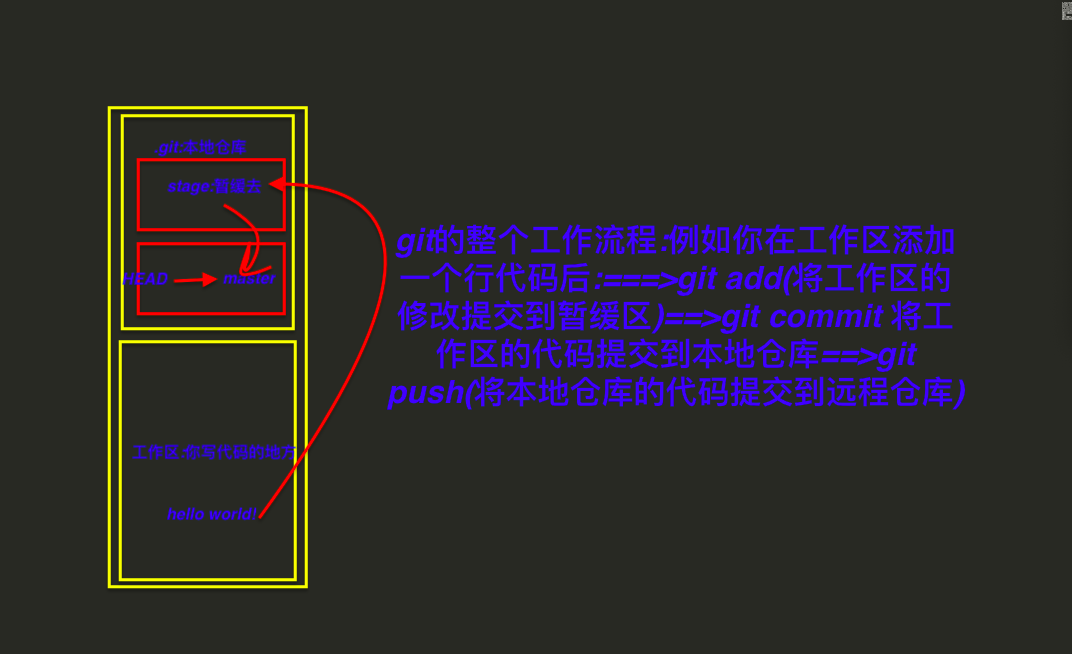 .git:本地仓库
stage:暂缓去
HEAD
master
工作区:你写代码的地方
hello world!
git的整个工作流程:例如你在工作区添加
一个行代码后:===>git add(将工作区的
修改提交到暂缓区)==>git commit 将工
作区的代码提交到本地仓库==>git
push(将本地仓库的代码提交到远程仓库)